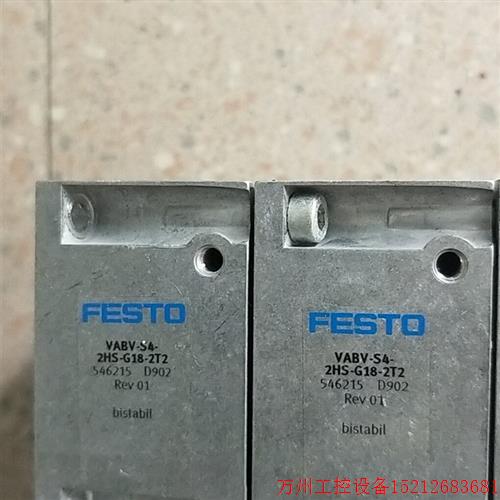 FESTO
VABV-S4-
2HS-G18-2T2
546215 D902
Rev 01
bistabil
FESTO
VABV-S4-
2HS-G18-2T2
546215 D902
Rev 01
bistabil
万州工控设备15212683681